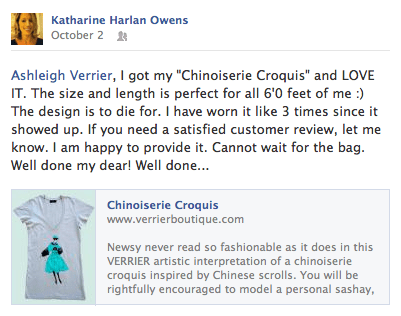 Katharine Harlan Owens
October 2
Ashleigh Verrier, I got my "Chinoiserie Croquis" and LOVE
IT. The size and length is perfect for all 6'0 feet of me :)
The design is to die for. I have worn it like 3 times since it
showed up. If you need a satisfied customer review, let me
know. I am happy to provide it. Cannot wait for the bag.
Well done my dear! Well done...
Chinoiserie Croquis
www.verrierboutique.com
Newsy never read so fashionable as it does in this
VERRIER artistic interpretation of a chinoiserie
croquis inspired by Chinese scrolls. You will be
rightfully encouraged to model a personal sashay,